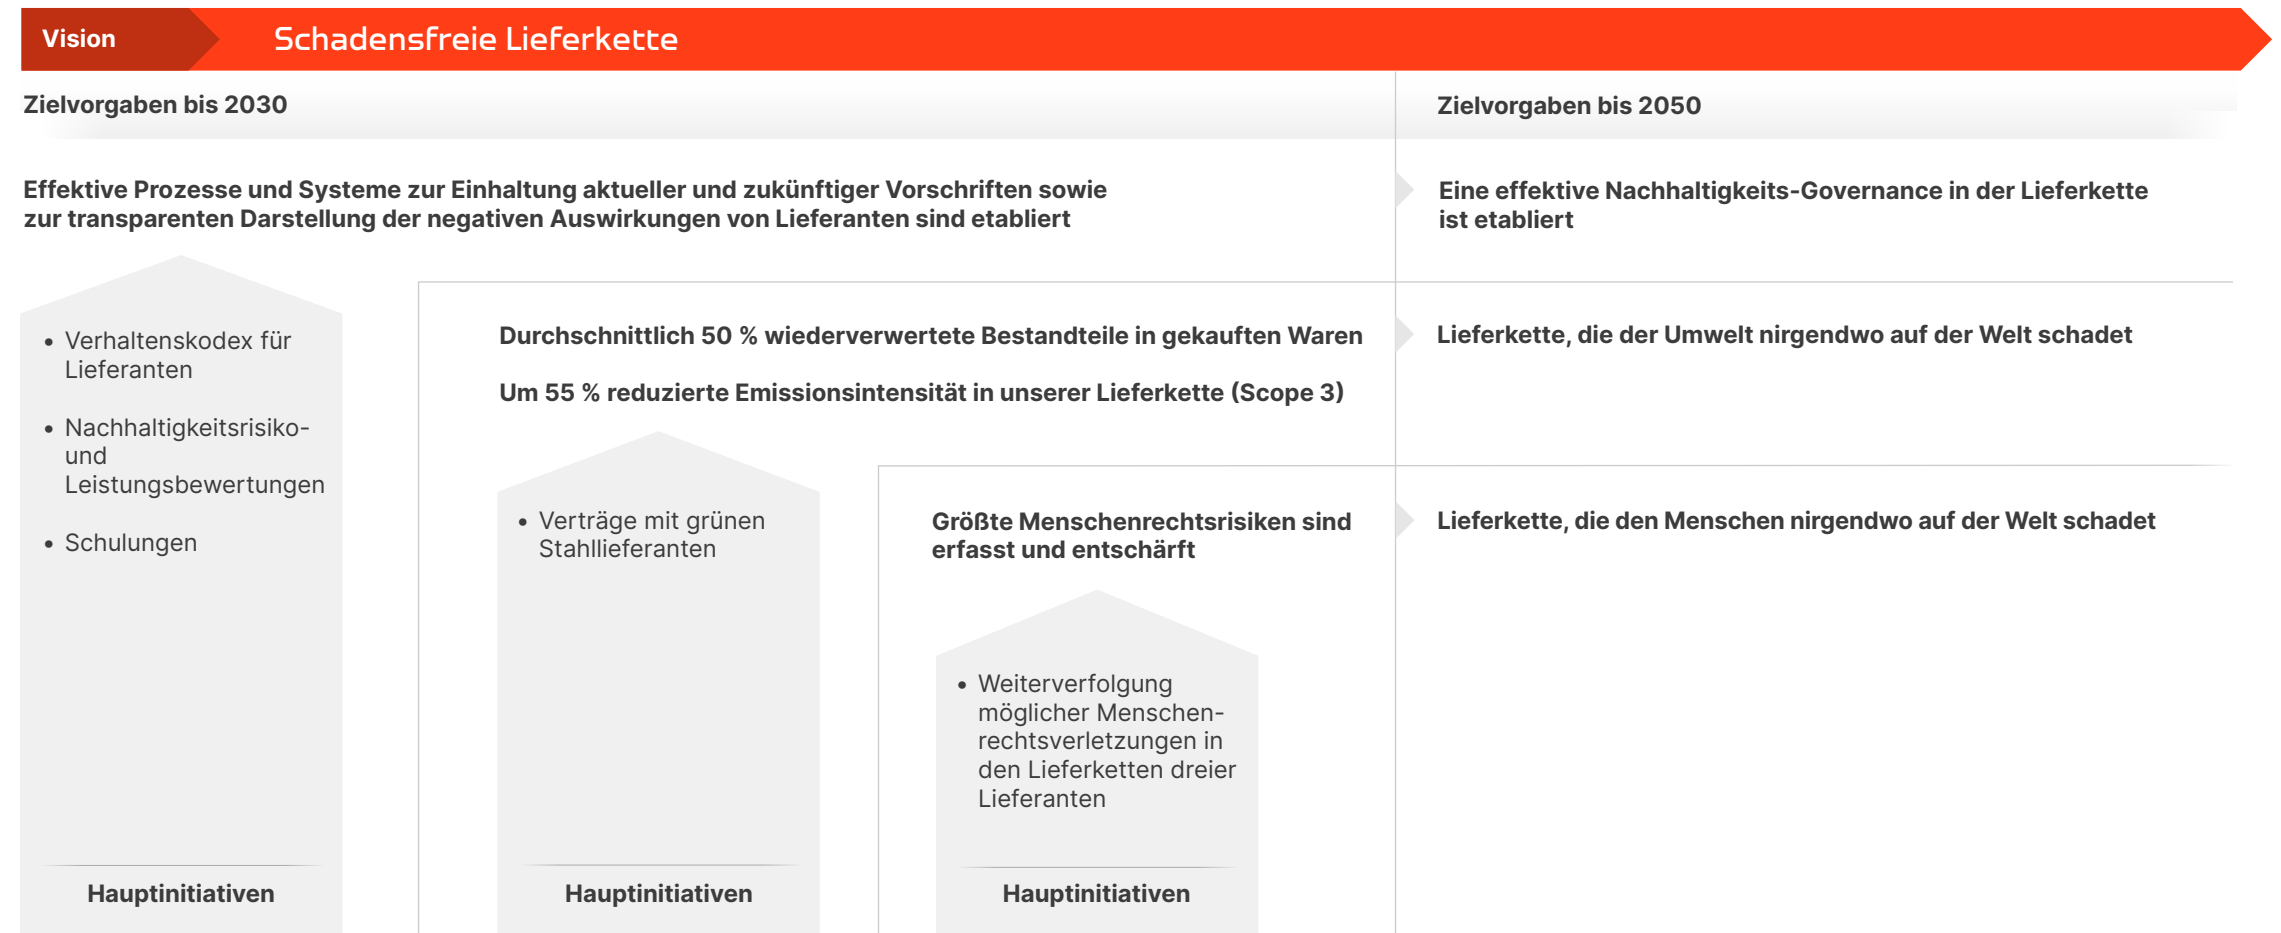 Vision
Schadensfreie Lieferkette
Zielvorgaben bis 2030
Zielvorgaben bis 2050
Effektive Prozesse und Systeme zur Einhaltung aktueller und zukünftiger Vorschriften sowie
zur transparenten Darstellung der negativen Auswirkungen von Lieferanten sind etabliert
Eine effektive Nachhaltigkeits-Governance in der Lieferkette
ist etabliert
• Verhaltenskodex für
Lieferanten
• Nachhaltigkeitsrisiko-
und
Leistungsbewertungen
• Schulungen
Hauptinitiativen
Durchschnittlich 50 % wiederverwertete Bestandteile in gekauften Waren
Um 55 % reduzierte Emissionsintensität in unserer Lieferkette (Scope 3)
Lieferkette, die der Umwelt nirgendwo auf der Welt schadet
• Verträge mit grünen
Stahllieferanten
Hauptinitiativen
Größte Menschenrechtsrisiken sind
erfasst und entschärft
Lieferkette, die den Menschen nirgendwo auf der Welt schadet
• Weiterverfolgung
möglicher Menschen-
rechtsverletzungen in
den Lieferketten dreier
Lieferanten
Hauptinitiativen